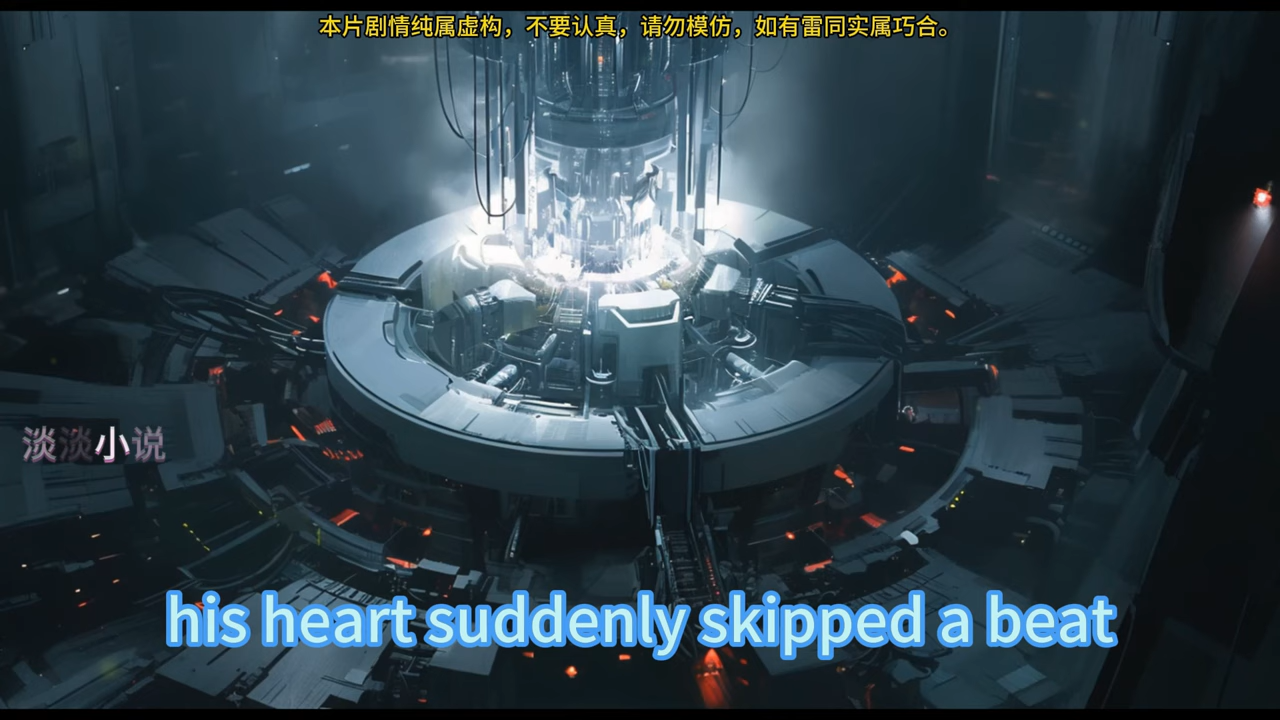 本片剧情纯属虚构，不要认真，请勿模仿，如有雷同实属巧合。
淡淡小说
his heart suddenly skipped a beat